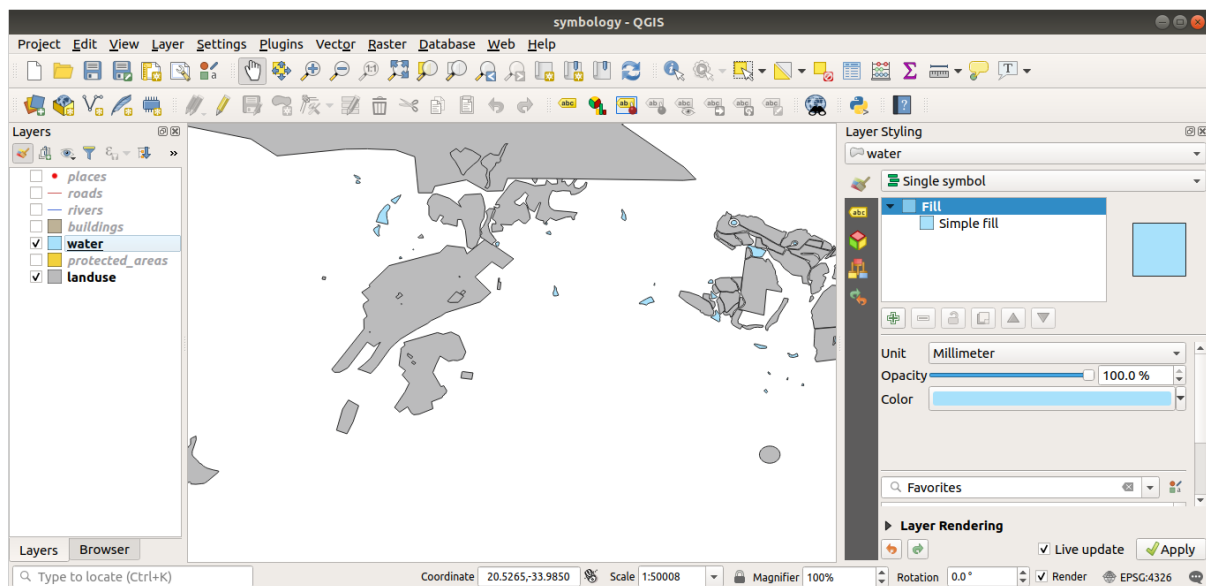 symbology - QGIS
Project Edit View Layer Settings Plugins Vector Raster Database Web Help
Layers
places
roads
rivers
buildings
water
protected_areas
landuse
Layers Browser
Layer Styling
water
Single symbol
Fill
Simple fill
Unit Millimeter
Opacity 100.0 %
Color
Favorites
Layer Rendering
Live update Apply
Type to locate (Ctrl+K) Coordinate 20.5265,-33.9850 Scale 1:50008 Magnifier 100% Rotation 0.0 ° Render EPSG:4326